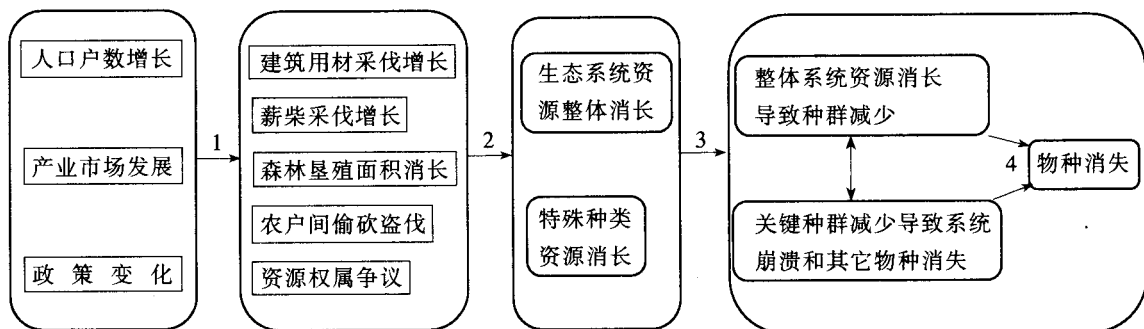 人口户数增长
产业市场发展
政策变化
1
建筑用材采伐增长
薪柴采伐增长
森林垦殖面积消长
农户间偷砍盗伐
资源权属争议
2
生态系统资
源整体消长
特殊种类
资源消长
3
整体系统资源消长
导致种群减少
关键种群减少导致系统
崩溃和其它物种消失
4
物种消失